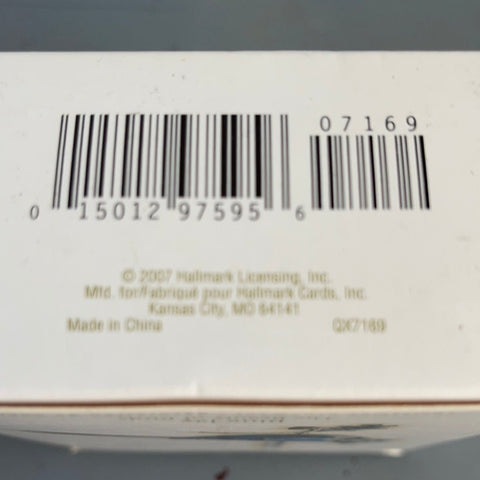 07169
0 15012 97595 6
© 2007 Hallmark Licensing, Inc.
Mfd. for/Fabriqué pour Hallmark Cards, Inc.
Kansas City, MO 64141
Made in China QX7169